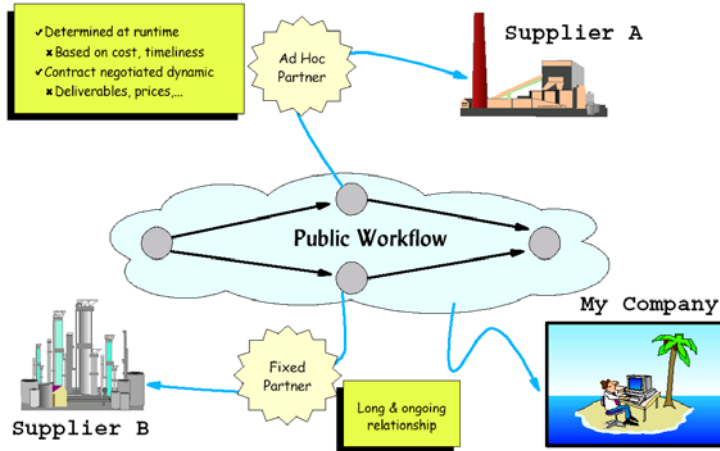 ✓Determined at runtime
✖Based on cost, timeliness
✓Contract negotiated dynamic
✖Deliverables, prices,...
Ad Hoc
Partner
Supplier A
Public Workflow
My Company
Fixed
Partner
Long & ongoing
relationship
Supplier B